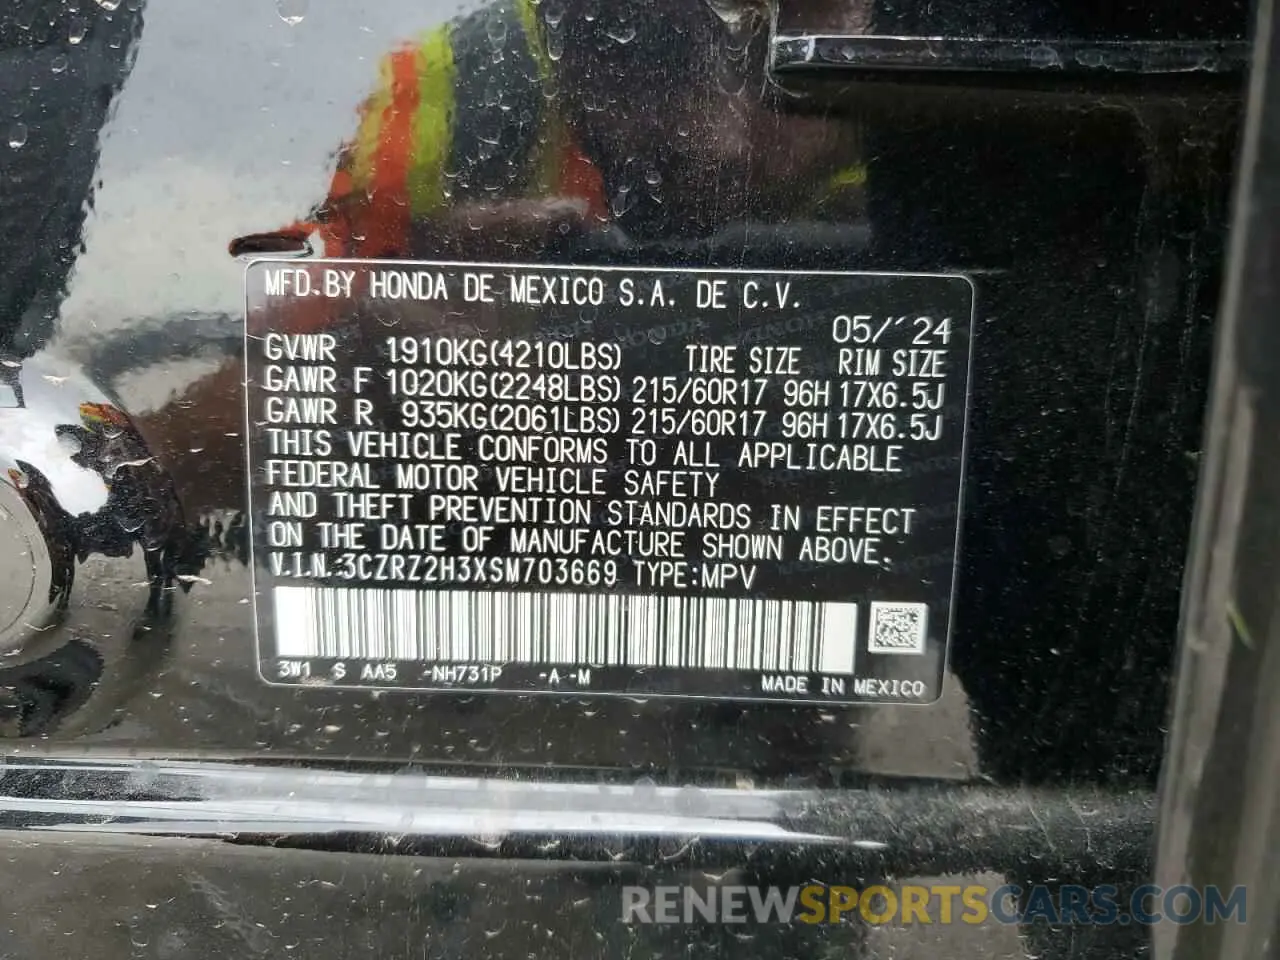 MFD.BY HONDA DE MEXICO S.A. DE C.V.
05/´24
GVWR 1910KG(4210LBS) TIRE SIZE RIM SIZE
GAWR F 1020KG(2248LBS) 215/60R17 96H 17X6.5J
GAWR R 935KG(2061LBS) 215/60R17 96H 17X6.5J
THIS VEHICLE CONFORMS TO ALL APPLICABLE
FEDERAL MOTOR VEHICLE SAFETY
AND THEFT PREVENTION STANDARDS IN EFFECT
ON THE DATE OF MANUFACTURE SHOWN ABOVE.
V.I.N.:3CZRZ2H3XSM703669 TYPE:MPV
3W1 S AA5 -NH731P -A -M
MADE IN MEXICO
RENEWSPORTSCARS.COM